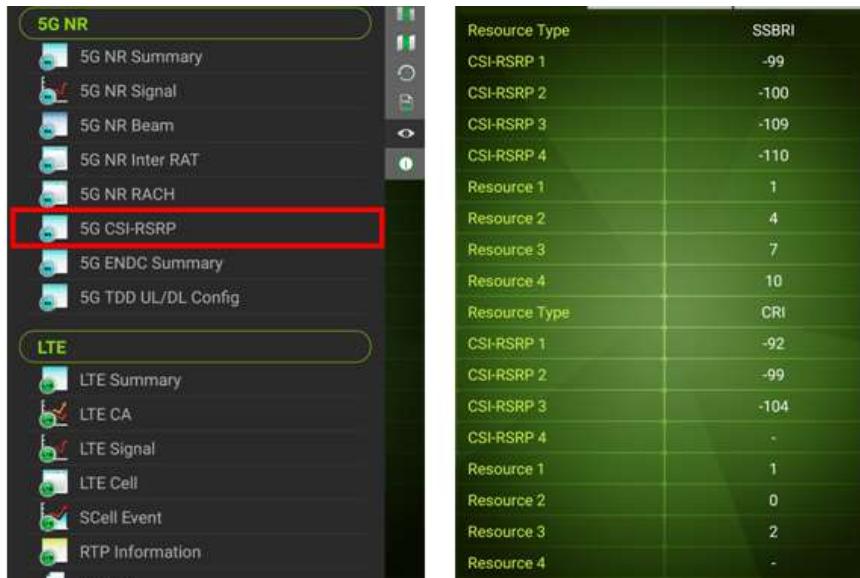 5G NR
5G NR Summary
5G NR Signal
5G NR Beam
5G NR Inter RAT
5G NR RACH
5G CSI-RSRP
5G ENDC Summary
5G TDD UL/DL Config
LTE
LTE Summary
LTE CA
LTE Signal
LTE Cell
SCell Event
RTP Information
Resource Type SSBRI
CSI-RSRP 1 -99
CSI-RSRP 2 -100
CSI-RSRP 3 -109
CSI-RSRP 4 -110
Resource 1 1
Resource 2 4
Resource 3 7
Resource 4 10
Resource Type CRI
CSI-RSRP 1 -92
CSI-RSRP 2 -99
CSI-RSRP 3 -104
CSI-RSRP 4 -
Resource 1 1
Resource 2 0
Resource 3 2
Resource 4 -